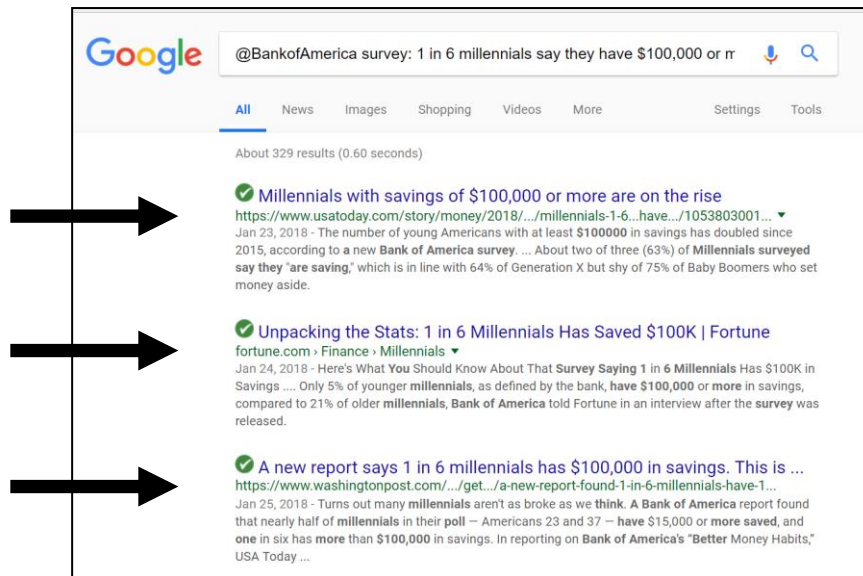 Google
@BankofAmerica survey: 1 in 6 millennials say they have $100,000 or m
All News Images Shopping Videos More Settings Tools
About 329 results (0.60 seconds)
Millennials with savings of $100,000 or more are on the rise
https://www.usatoday.com/story/money/2018/.../millennials-1-6...have.../1053803001...
Jan 23, 2018 - The number of young Americans with at least $100000 in savings has doubled since
2015, according to a new Bank of America survey. ... About two of three (63%) of Millennials surveyed
say they "are saving," which is in line with 64% of Generation X but shy of 75% of Baby Boomers who set
money aside.
Unpacking the Stats: 1 in 6 Millennials Has Saved $100K | Fortune
fortune.com › Finance › Millennials
Jan 24, 2018 - Here's What You Should Know About That Survey Saying 1 in 6 Millennials Has $100K in
Savings .... Only 5% of younger millennials, as defined by the bank, have $100,000 or more in savings,
compared to 21% of older millennials, Bank of America told Fortune in an interview after the survey was
released.
A new report says 1 in 6 millennials has $100,000 in savings. This is ...
https://www.washingtonpost.com/.../get.../a-new-report-found-1-in-6-millennials-have-1...
Jan 25, 2018 - Turns out many millennials aren't as broke as we think. A Bank of America report found
that nearly half of millennials in their poll — Americans 23 and 37 — have $15,000 or more saved, and
one in six has more than $100,000 in savings. In reporting on Bank of America's "Better Money Habits,"
USA Today ...